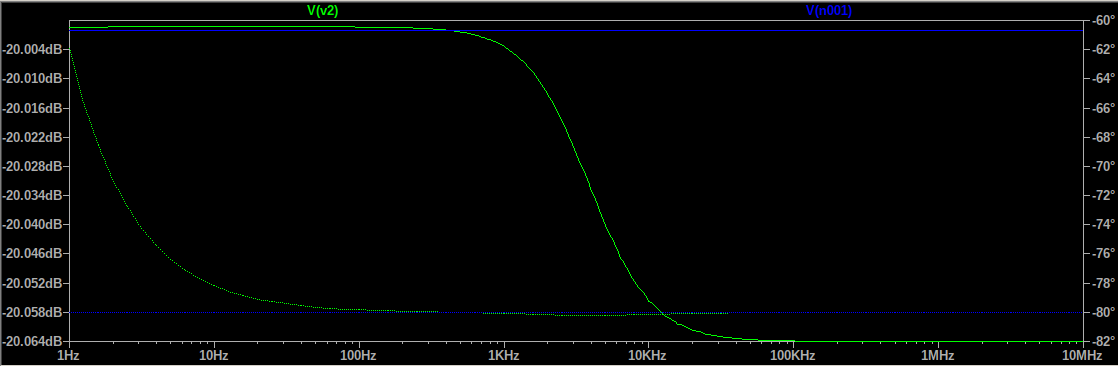 V(v2) V(n001)
-60°
-20.004dB -62°
-20.010dB -64°
-20.016dB -66°
-20.022dB -68°
-20.028dB -70°
-20.034dB -72°
-20.040dB -74°
-20.046dB -76°
-20.052dB -78°
-20.058dB -80°
-20.064dB -82°
1Hz 10Hz 100Hz 1KHz 10KHz 100KHz 1MHz 10MHz